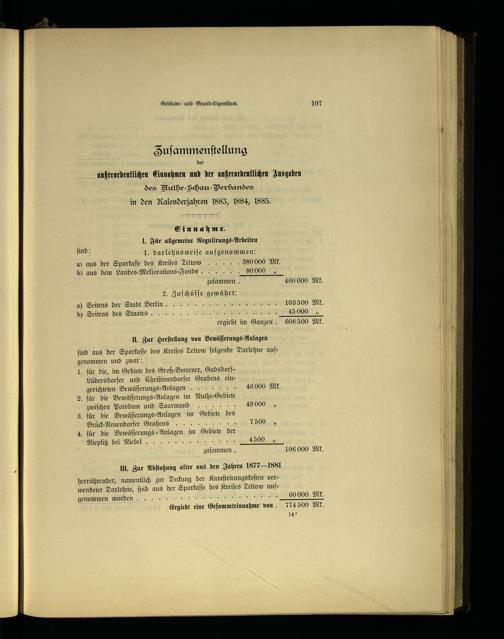 Gebäude- und Grund-Eigenthum. 107
Zusammenstellung
der
außerordentlichen Einnahmen und der außerordentlichen Ausgaben
des Nuthe-Schau-Verbandes
in den Kalenderjahren 1883, 1884, 1885.
Einnahme.
I. Für allgemeine Regulirungs-Arbeiten
sind: 1. darlehnsweise aufgenommen:
a) aus der Sparkasse des Kreises Teltow . . . . . 380 000 Mk.
b) aus dem Landes-Meliorations-Fonds . . . . . . 80 000 „
zusammen . 460 000 Mk.
2. Zuschüsse gewährt:
a) Seitens der Stadt Berlin . . . . . . . . . . . . . . 103 500 Mk.
b) Seitens des Staates . . . . . . . . . . . . . . . . 45 000 „
ergiebt im Ganzen . 608 500 Mk.
II. Zur Herstellung von Bewässerungs-Anlagen
sind aus der Sparkasse des Kreises Teltow folgende Darlehne auf-
genommen und zwar:
1. für die, im Gebiete des Groß-Beerener, Gadsdorf-
Lüdersdorfer und Christinendorfer Grabens ein-
gerichteten Bewässerungs-Anlagen . . . . . . . 46 000 Mk.
2. für die Bewässerungs-Anlagen im Nuthe-Gebiete
zwischen Potsdam und Saarmund . . . . . . . 48 000 „
3. für die Bewässerungs-Anlagen im Gebiete des
Brück-Neuendorfer Grabens . . . . . . . . . . 7 500 „
4. für die Bewässerungs-Anlagen im Gebiete der
Nieplitz bei Niebel . . . . . . . . . . . . . 4 500 „
zusammen . 106 000 Mk.
III. Zur Abstoßung alter aus den Jahren 1877—1881
herrührender, namentlich zur Deckung der Katastrirungskosten ver-
wendeter Darlehne, sind aus der Sparkasse des Kreises Teltow auf-
genommen worden . . . . . . . . . . . . . . . . . 60 000 Mk.
Ergiebt eine Gesammteinnahme von . 774 500 Mk.
14*